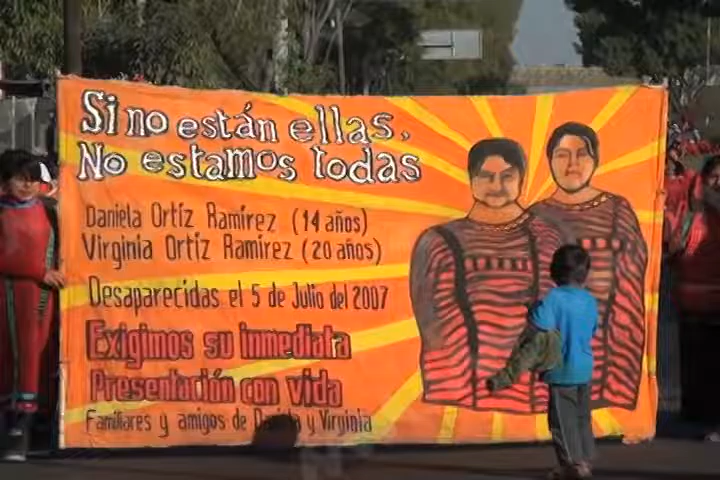 Si no están ellas,
No estamos todas
Daniela Ortíz Ramírez (14 años)
Virginia Ortíz Ramírez (20 años)
Desaparecidas el 5 de Julio del 2007
Exigimos su inmediata
Presentación con vida
Familiares y amigos de Daniela y Virginia